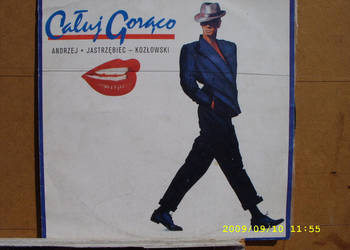 Całuj Gorąco
ANDRZEJ • JASTRZĘBIEC – KOZŁOWSKI
2009/09/10 11:55